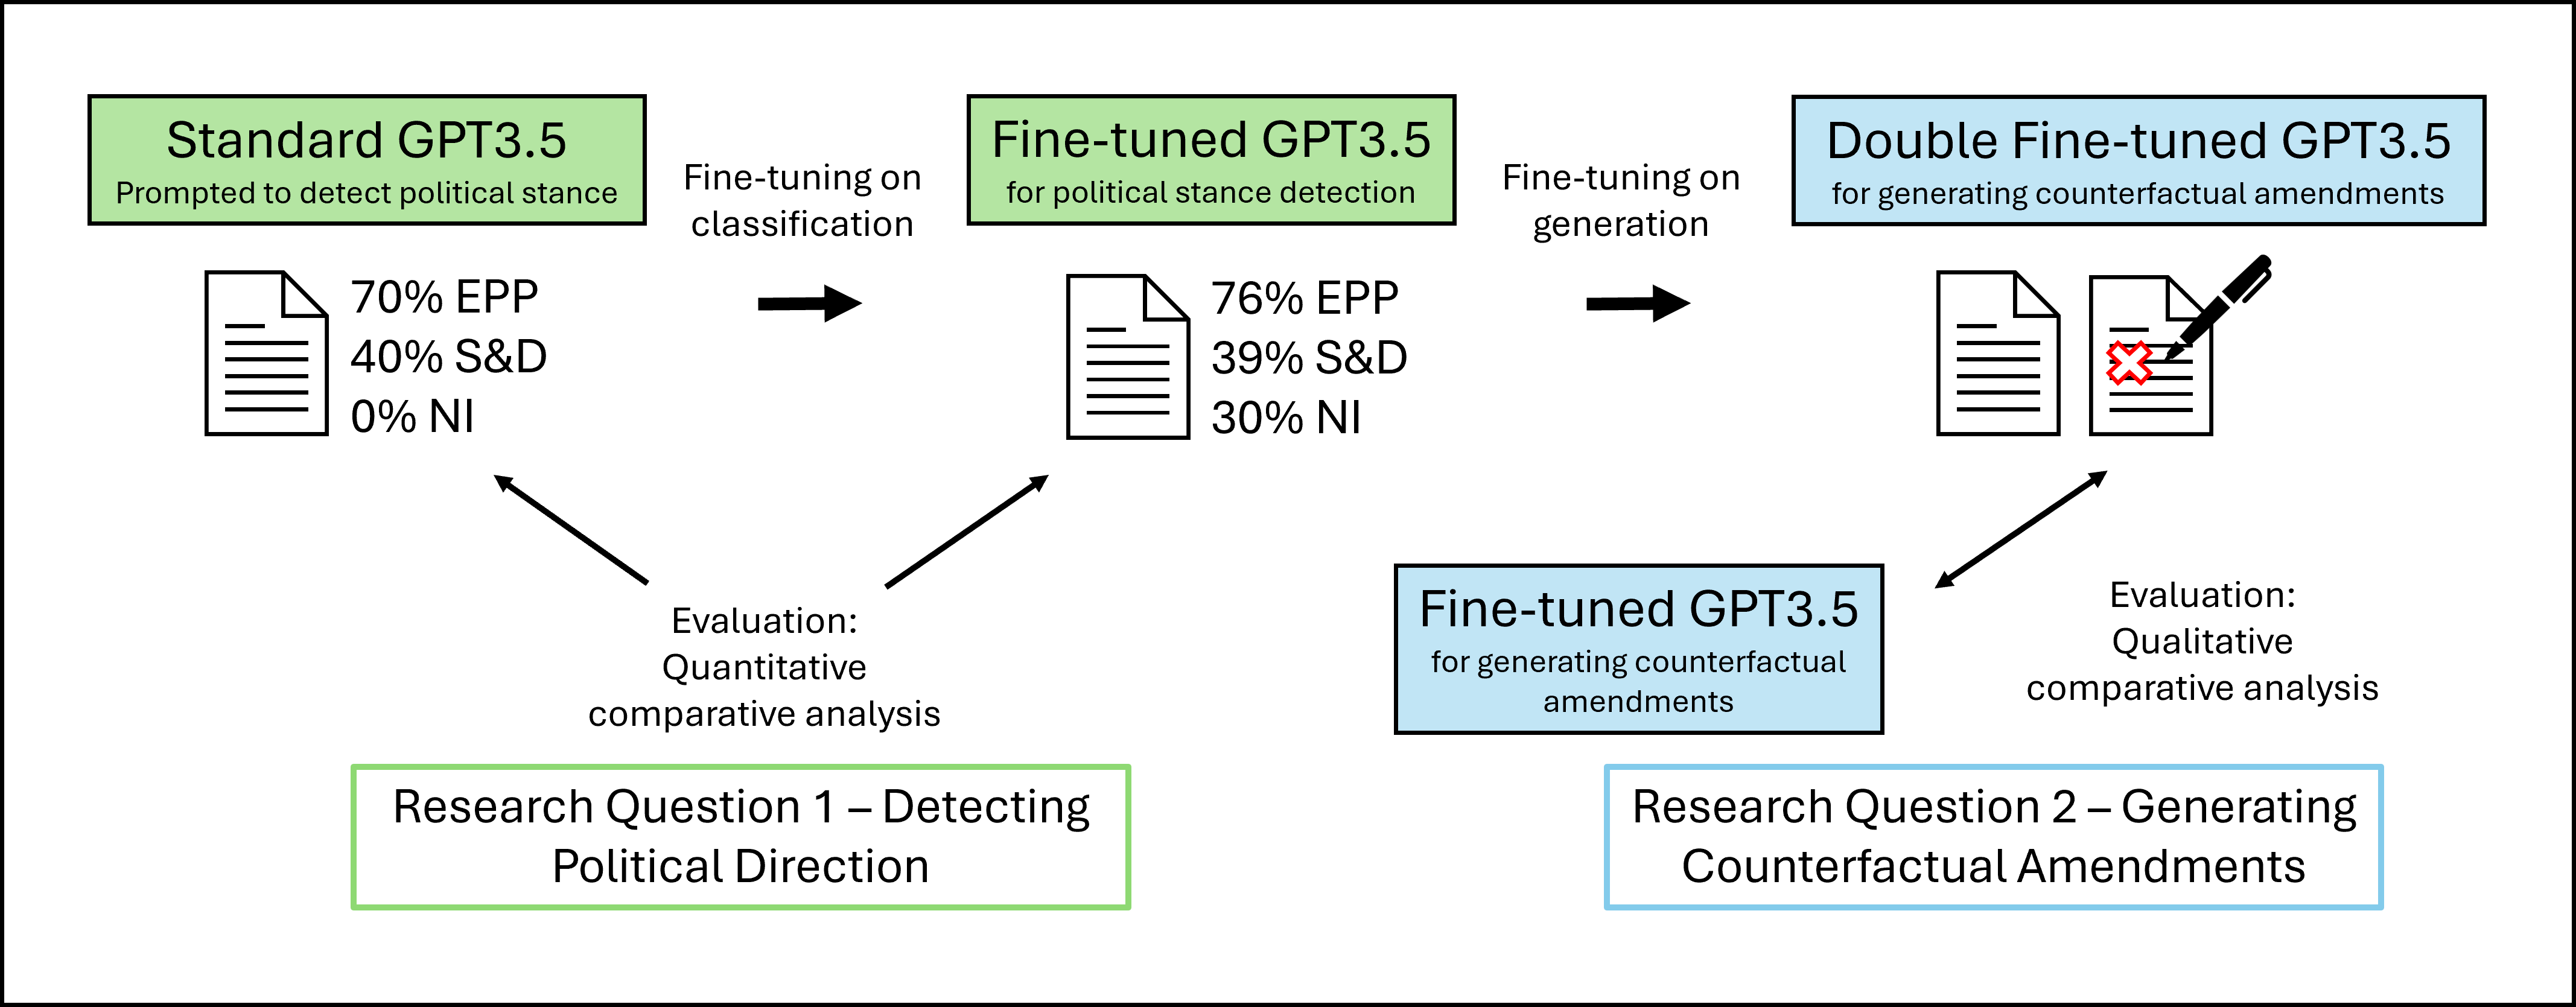 Standard GPT3.5
Prompted to detect political stance
70% EPP
40% S&D
0% NI
Fine-tuning on
classification
Fine-tuned GPT3.5
for political stance detection
76% EPP
39% S&D
30% NI
Fine-tuning on
generation
Double Fine-tuned GPT3.5
for generating counterfactual amendments
Evaluation:
Quantitative
comparative analysis
Fine-tuned GPT3.5
for generating counterfactual
amendments
Evaluation:
Qualitative
comparative analysis
Research Question 1 – Detecting
Political Direction
Research Question 2 – Generating
Counterfactual Amendments